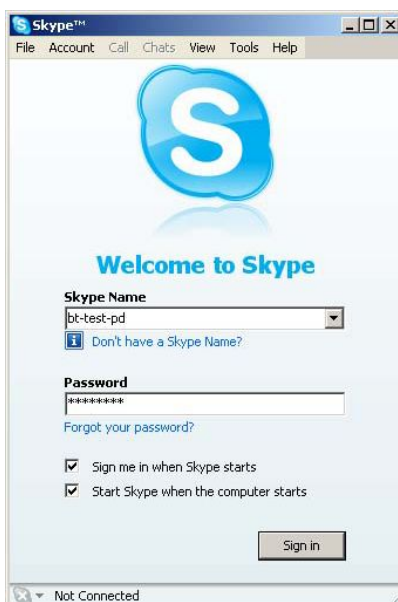 Skype™
File Account Call Chats View Tools Help
S
Welcome to Skype
Skype Name
bt-test-pd
Don't have a Skype Name?
Password
********
Forgot your password?
Sign me in when Skype starts
Start Skype when the computer starts
Sign in
Not Connected